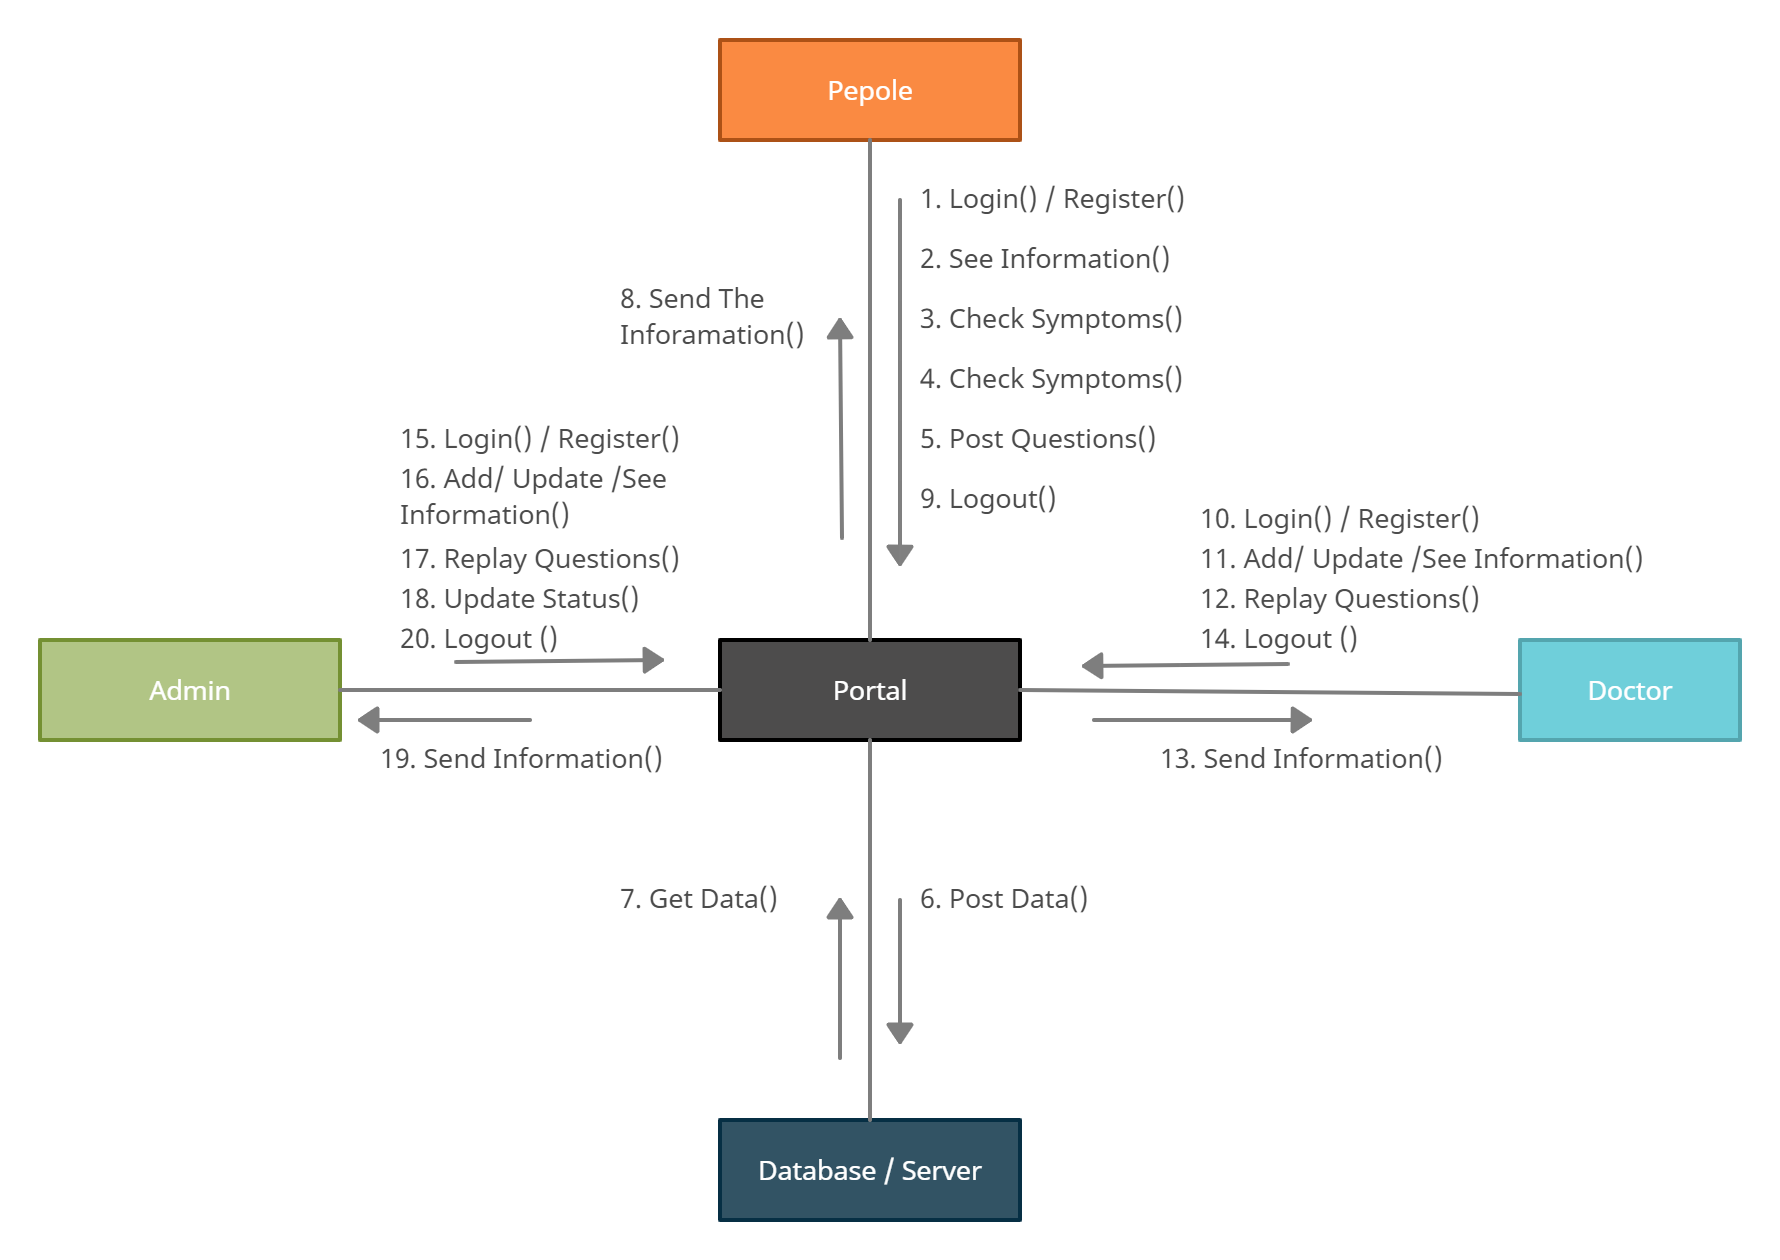 Pepole
1. Login() / Register()
2. See Information()
8. Send The
Inforamation()
3. Check Symptoms()
4. Check Symptoms()
5. Post Questions()
9. Logout()
15. Login() / Register()
16. Add/ Update /See
Information()
17. Replay Questions()
18. Update Status()
20. Logout ()
10. Login() / Register()
11. Add/ Update /See Information()
12. Replay Questions()
14. Logout ()
Admin
Portal
Doctor
19. Send Information()
13. Send Information()
7. Get Data()
6. Post Data()
Database / Server